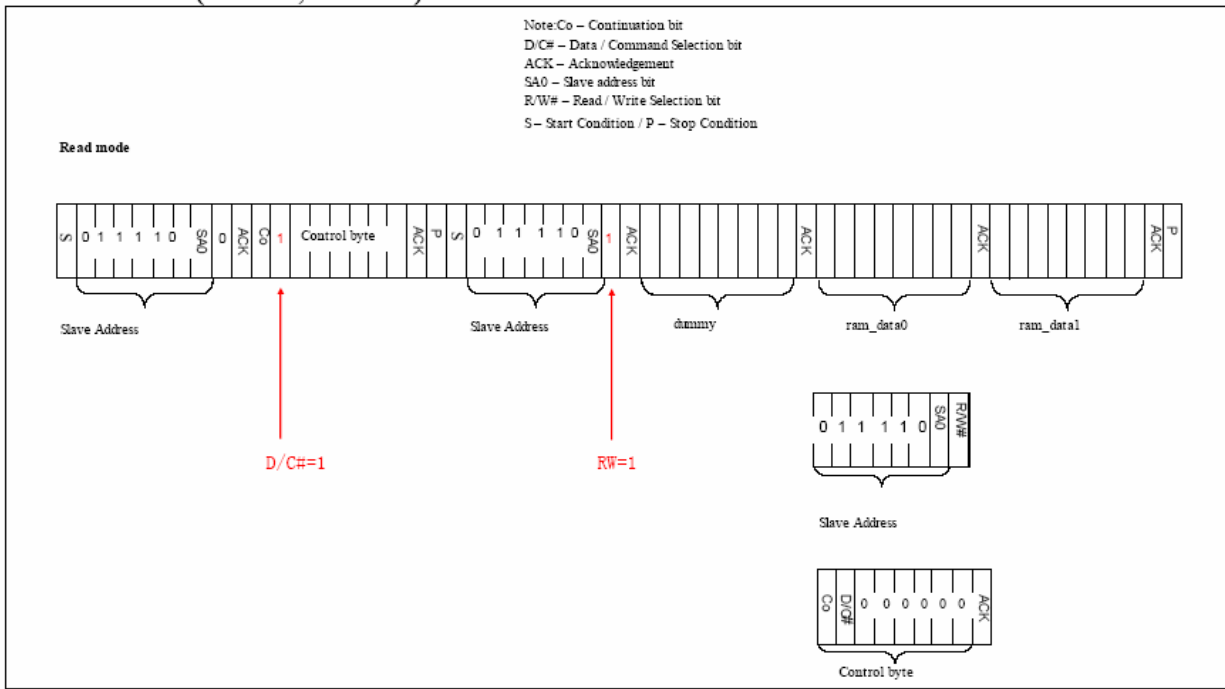 Note:Co – Continuation bit
D/C# – Data / Command Selection bit
ACK – Acknowledgement
SA0 – Slave address bit
R/W# – Read / Write Selection bit
S – Start Condition / P – Stop Condition
Read mode
S 0 1 1 1 1 0 SA0 0 ACK Co 1 Control byte ACK P S 0 1 1 1 1 0 SA0 1 ACK ACK ACK ACK P
Slave Address Slave Address dummy ram_data0 ram_data1
0 1 1 1 1 0 SA0 R/W#
D/C#=1 RW=1
Slave Address
Co D/C# 0 0 0 0 0 0 ACK
Control byte